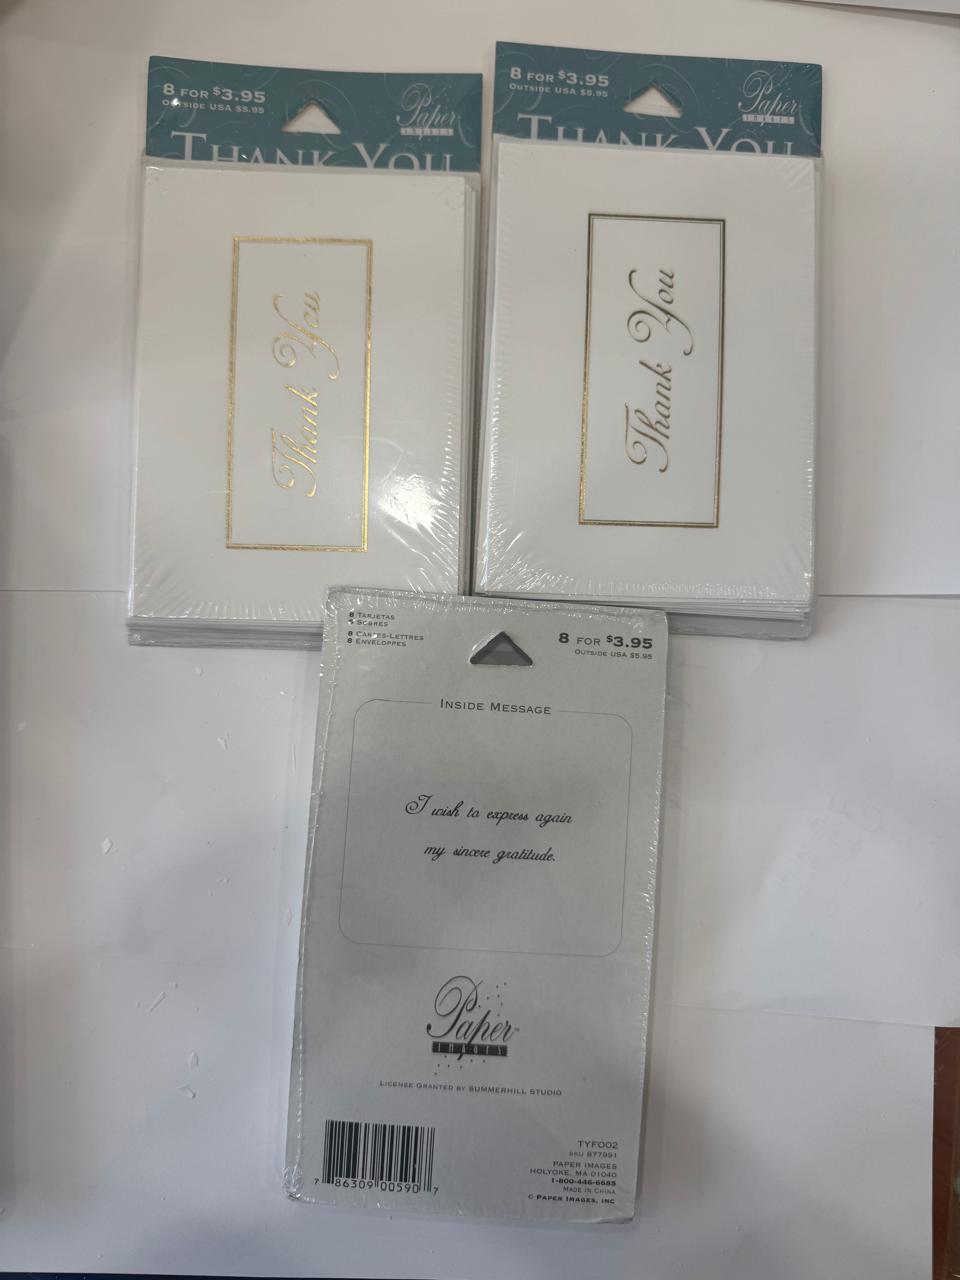 8 FOR $3.95
OUTSIDE USA $5.95
Paper
IMAGES
THANK YOU
Thank You
8 FOR $3.95
OUTSIDE USA $5.95
Paper
IMAGES
THANK YOU
Thank You
8 TARJETAS
SOBRES
8 CARTES-LETTRES
8 ENVELOPPES
8 FOR $3.95
OUTSIDE USA $5.95
INSIDE MESSAGE
I wish to express again
my sincere gratitude.
Paper™
IMAGES
LICENSE GRANTED BY SUMMERHILL STUDIO
7 86309 00590 7
TYF002
SKU 877991
PAPER IMAGES
HOLYOKE, MA 01040
1-800-446-6685
MADE IN CHINA
© PAPER IMAGES, INC